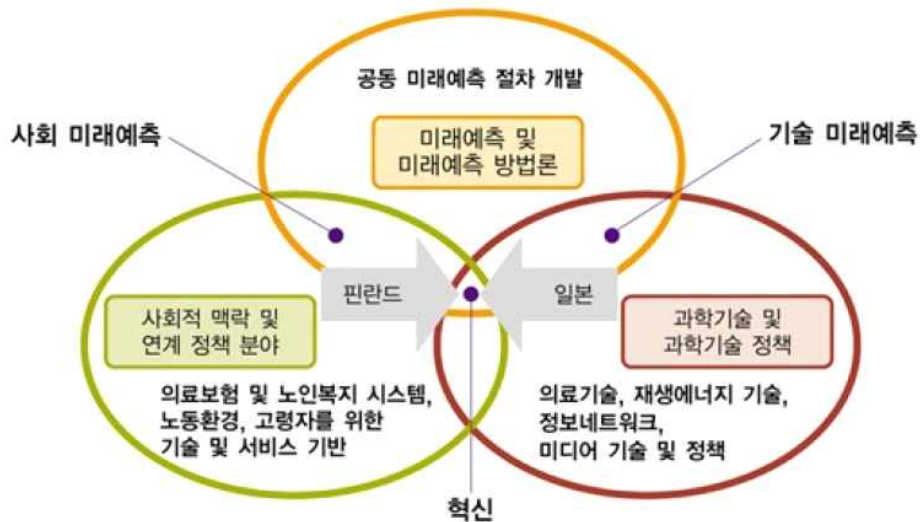 공동 미래예측 절차 개발
사회 미래예측
미래예측 및
미래예측 방법론
기술 미래예측
핀란드
일본
사회적 맥락 및
연계 정책 분야
과학기술 및
과학기술 정책
의료보험 및 노인복지 시스템,
노동환경, 고령자를 위한
기술 및 서비스 기반
의료기술, 재생에너지 기술,
정보네트워크,
미디어 기술 및 정책
혁신